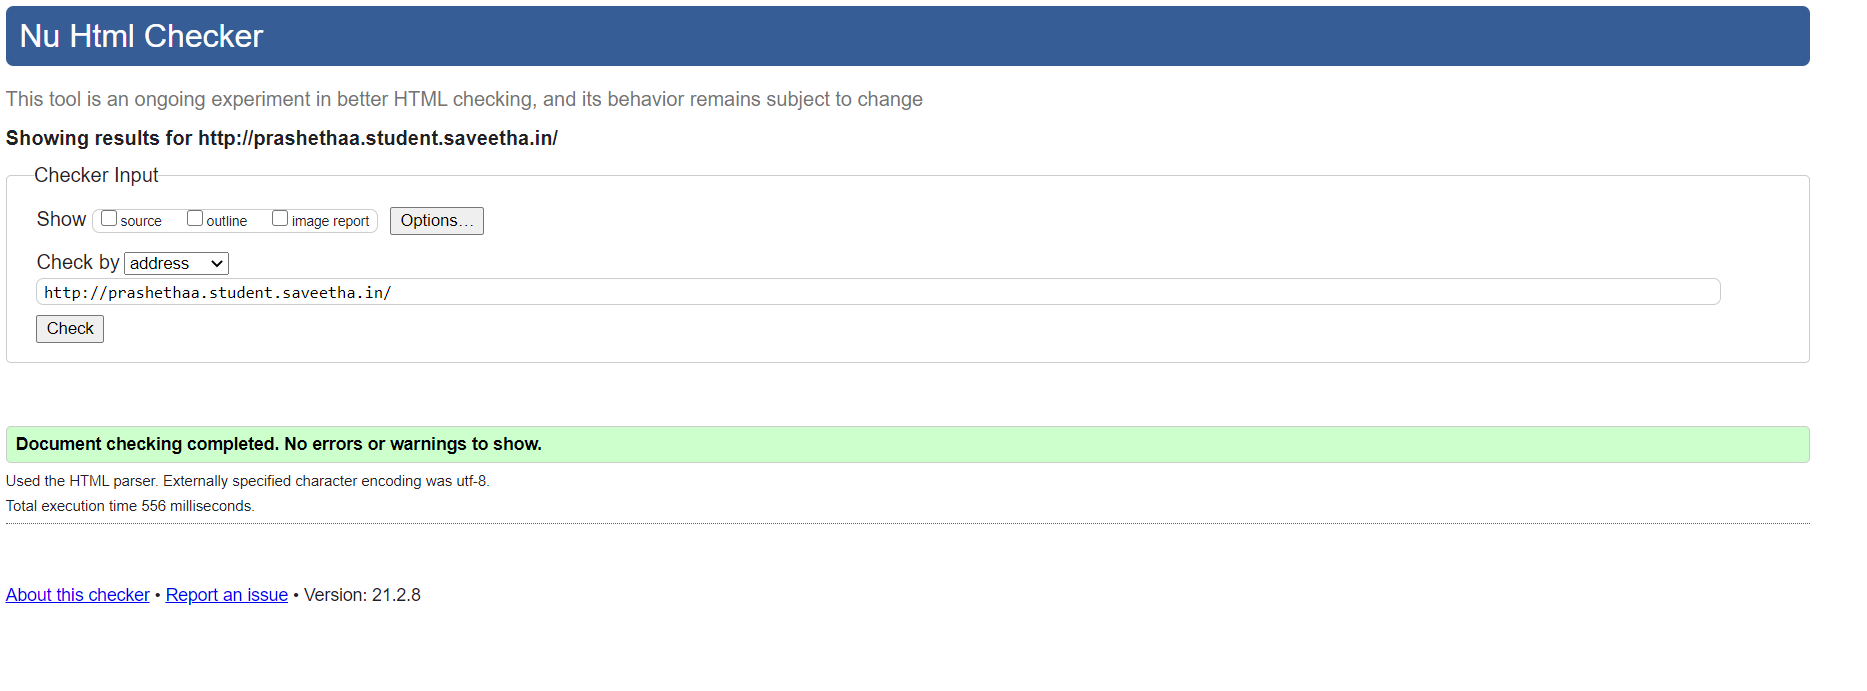 Nu Html Checker
This tool is an ongoing experiment in better HTML checking, and its behavior remains subject to change
Showing results for http://prashethaa.student.saveetha.in/
Checker Input
Show source outline image report Options…
Check by address
http://prashethaa.student.saveetha.in/
Check
Document checking completed. No errors or warnings to show.
Used the HTML parser. Externally specified character encoding was utf-8.
Total execution time 556 milliseconds.
About this checker • Report an issue • Version: 21.2.8